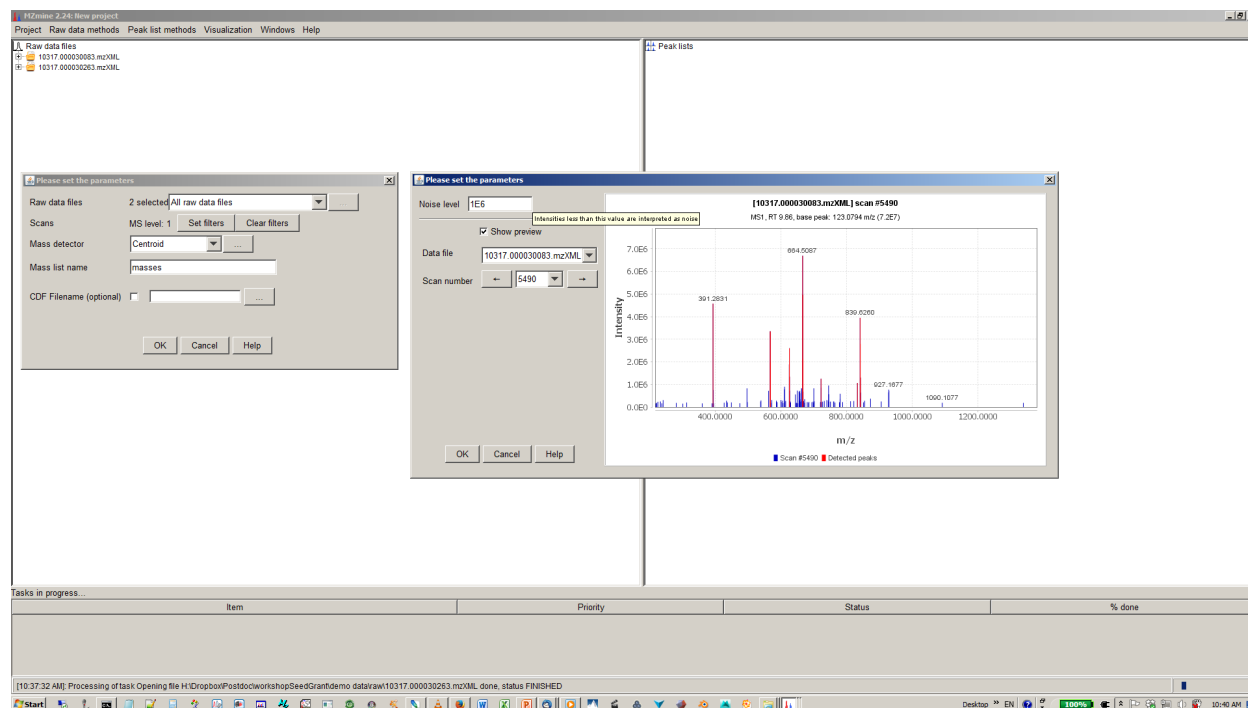 MZmine 2.24: New project
Project Raw data methods Peak list methods Visualization Windows Help
Raw data files
10317.000030083.mzXML
10317.000030263.mzXML
Peak lists
Please set the parameters
Raw data files 2 selected All raw data files ...
Scans MS level: 1 Set filters Clear filters
Mass detector Centroid ...
Mass list name masses
CDF Filename (optional) ...
OK Cancel Help
Please set the parameters
Noise level 1E6
Intensities less than this value are interpreted as noise
Show preview
Data file 10317.000030083.mzXML
Scan number ← 5490 →
OK Cancel Help
[10317.000030083.mzXML] scan #5490
MS1, RT 9.86, base peak: 123.0794 m/z (7.2E7)
Intensity
7.0E6
6.0E6
5.0E6
4.0E6
3.0E6
2.0E6
1.0E6
0.0E0
664.5087
391.2831
839.6260
927.1677
1090.1077
400.0000 600.0000 800.0000 1000.0000 1200.0000
m/z
Scan #5490 Detected peaks
Tasks in progress...
Item Priority Status % done
[10:37:32 AM]: Processing of task Opening file H:\Dropbox\Postdoc\workshopSeedGrant\demo data\raw\10317.000030263.mzXML done, status FINISHED
Start Desktop » EN 100% 10:40 AM